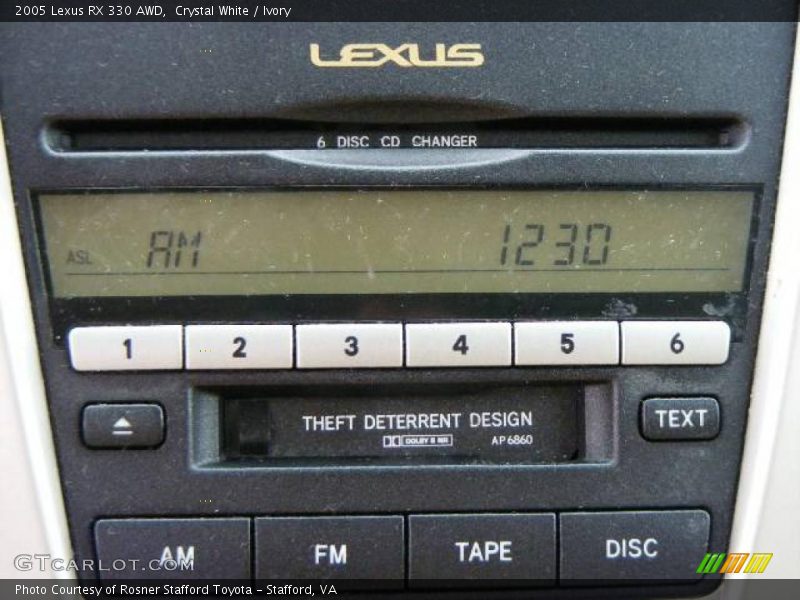 2005 Lexus RX 330 AWD,  Crystal White / Ivory
LEXUS
6 DISC CD CHANGER
ASL AM 1230
1 2 3 4 5 6
THEFT DETERRENT DESIGN
DOLBY B NR AP6860
TEXT
AM FM TAPE DISC
GTCarLot.com
Photo Courtesy of Rosner Stafford Toyota - Stafford, VA